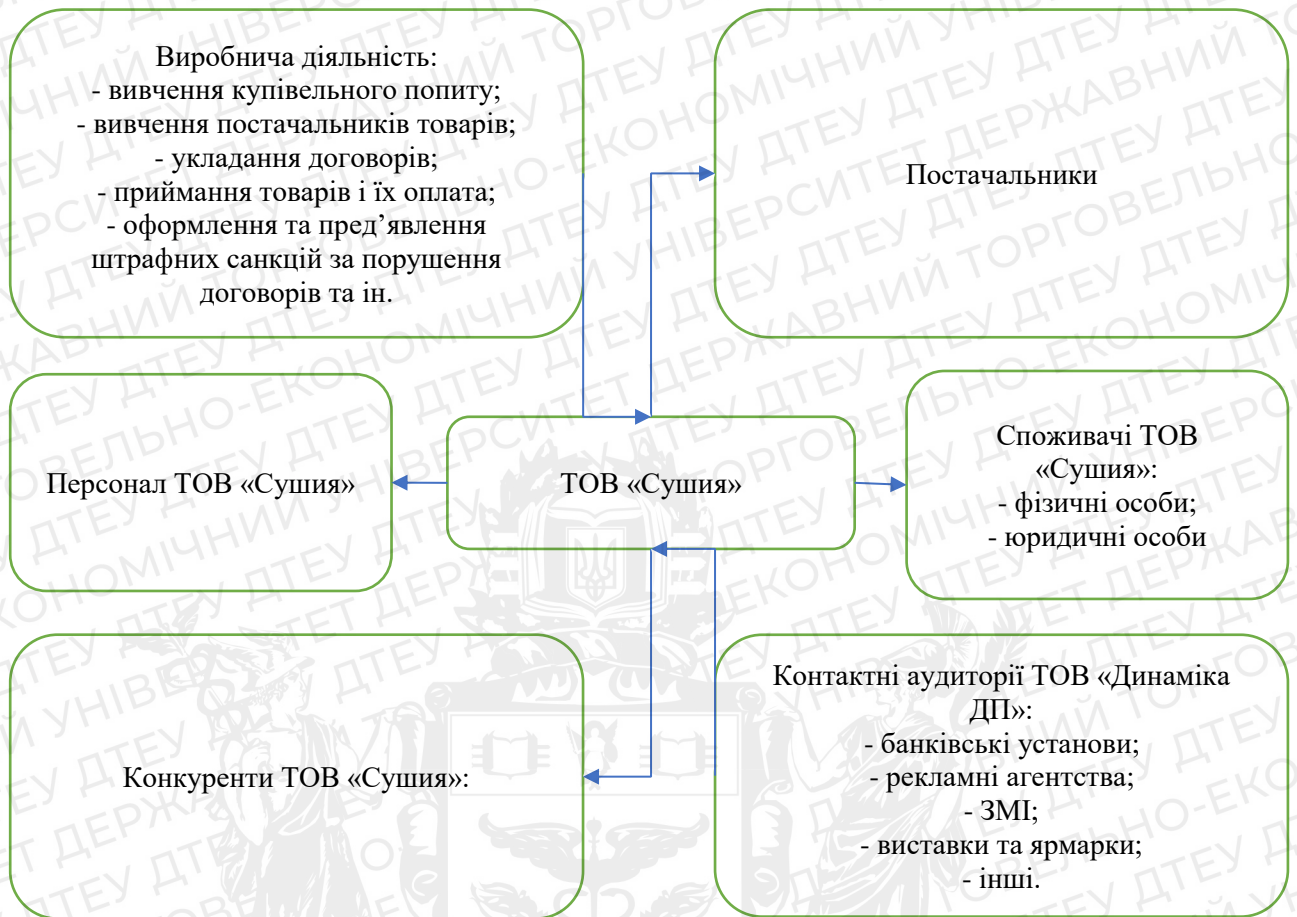 Виробнича діяльність:
- вивчення купівельного попиту;
- вивчення постачальників товарів;
- укладання договорів;
- приймання товарів і їх оплата;
- оформлення та пред’явлення
штрафних санкцій за порушення
договорів та ін.
Постачальники
Персонал ТОВ «Сушия»
ТОВ «Сушия»
Споживачі ТОВ
«Сушия»:
- фізичні особи;
- юридичні особи
Конкуренти ТОВ «Сушия»:
Контактні аудиторії ТОВ «Динаміка
ДП»:
- банківські установи;
- рекламні агентства;
- ЗМІ;
- виставки та ярмарки;
- інші.